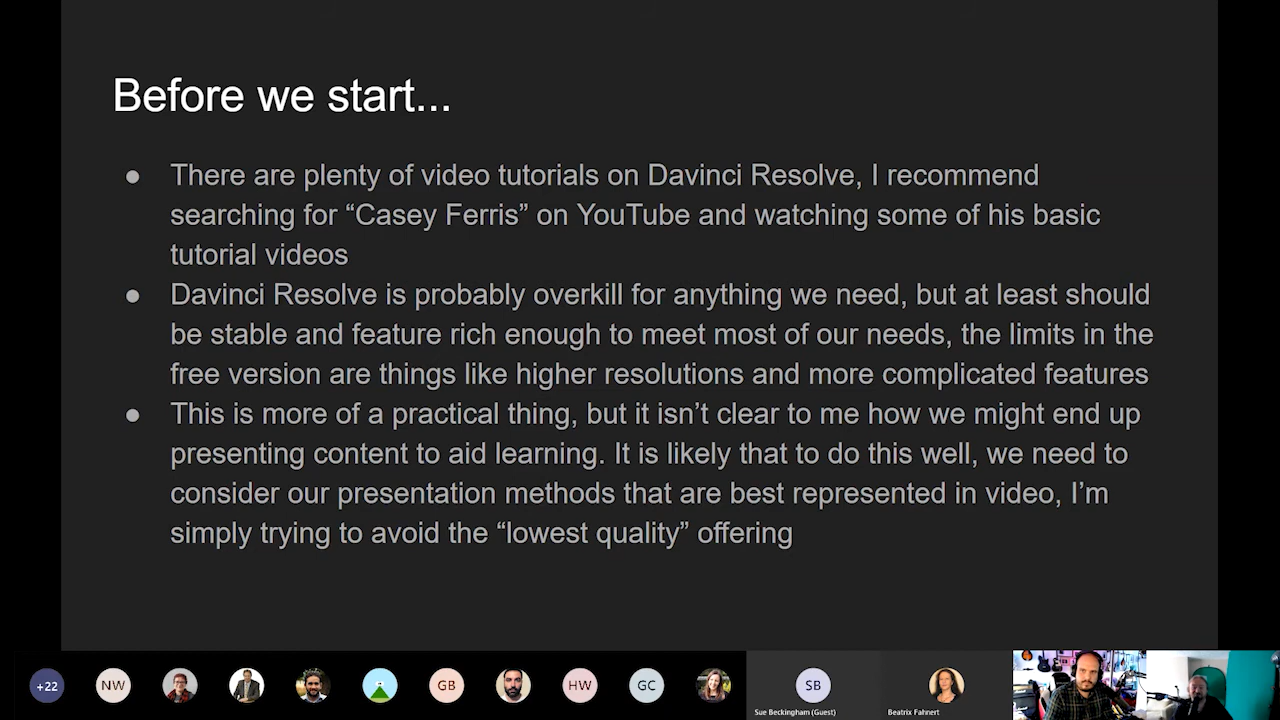 Before we start...
● There are plenty of video tutorials on Davinci Resolve, I recommend
searching for “Casey Ferris” on YouTube and watching some of his basic
tutorial videos
● Davinci Resolve is probably overkill for anything we need, but at least should
be stable and feature rich enough to meet most of our needs, the limits in the
free version are things like higher resolutions and more complicated features
● This is more of a practical thing, but it isn’t clear to me how we might end up
presenting content to aid learning. It is likely that to do this well, we need to
consider our presentation methods that are best represented in video, I’m
simply trying to avoid the “lowest quality” offering
+22 NW GB HW GC SB
Sue Beckingham (Guest) Beatrix Fahnert